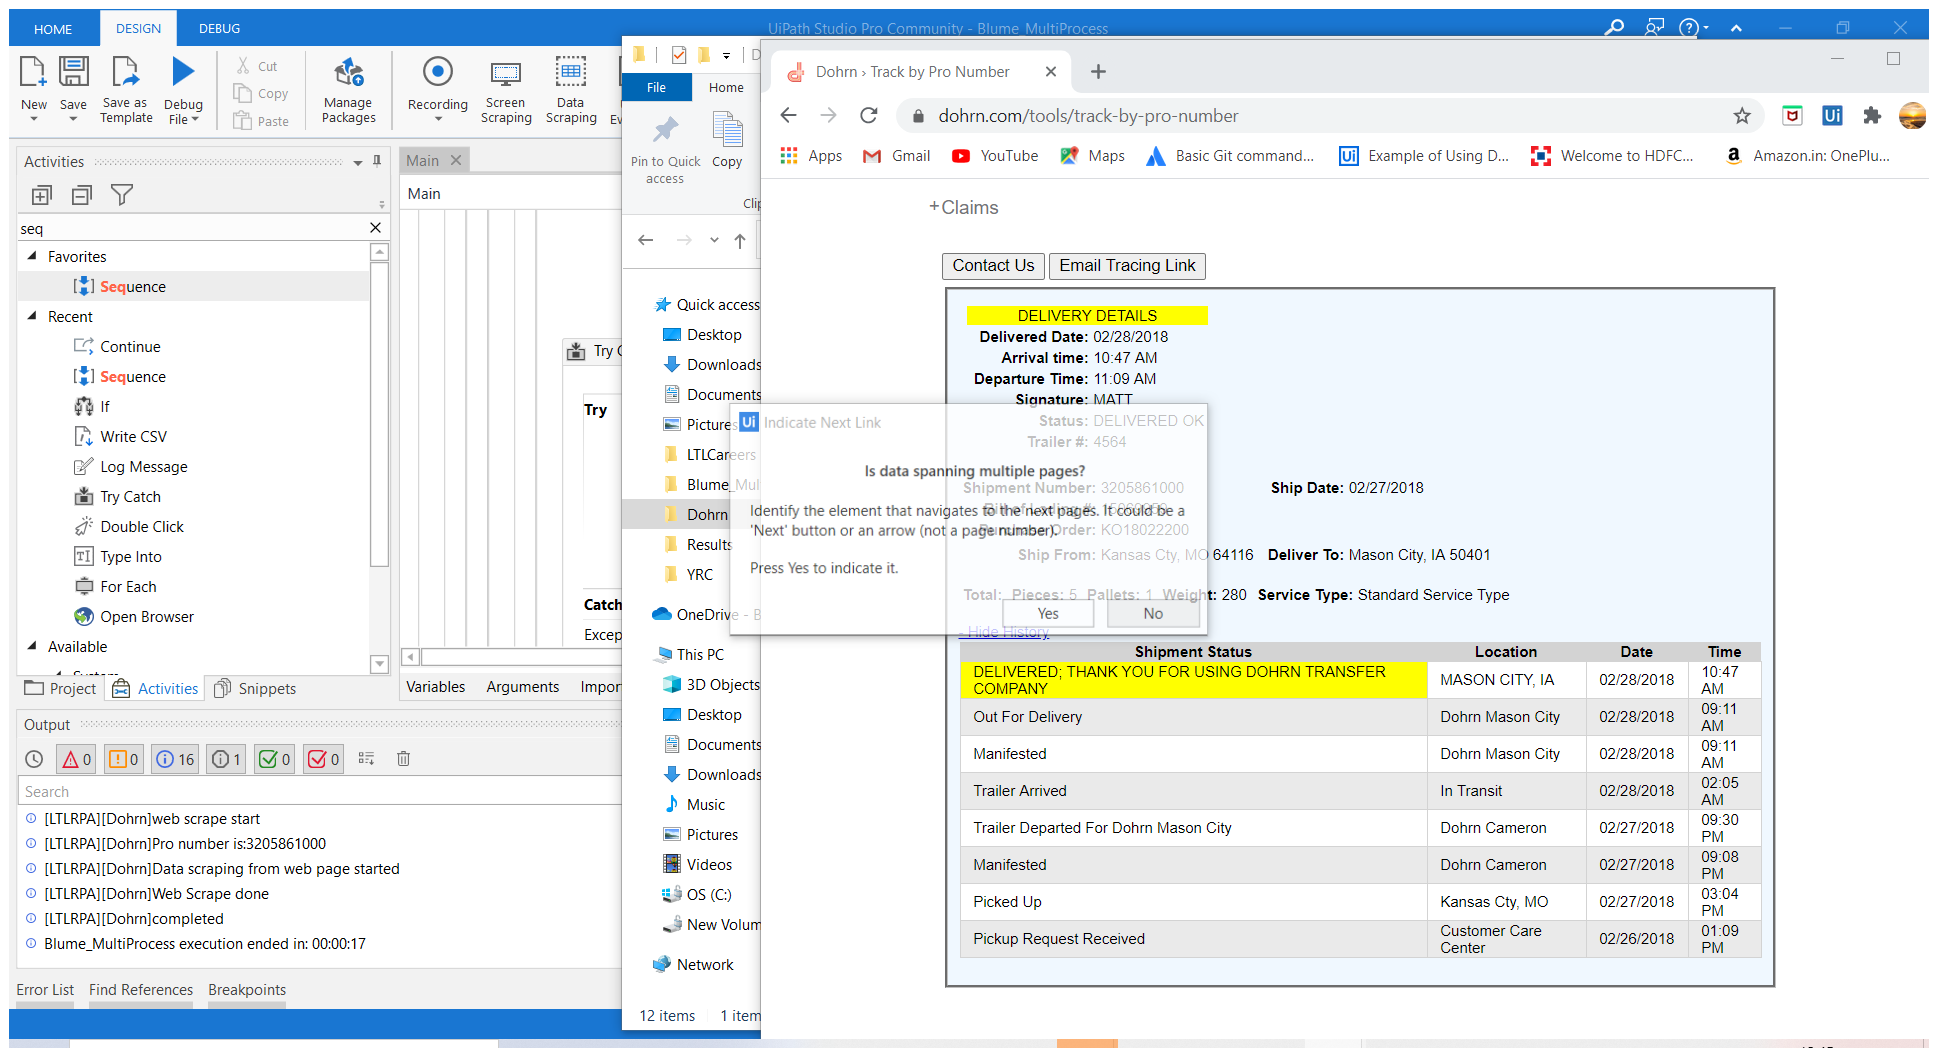 HOME
DESIGN
DEBUG
UiPath Studio Pro Community - Blume_MultiProcess
New
Save
Save as Template
Debug File
Cut
Copy
Paste
Manage Packages
Recording
Screen Scraping
Data Scraping
Activities
seq
Favorites
Sequence
Recent
Continue
Sequence
If
Write CSV
Log Message
Try Catch
Double Click
Type Into
For Each
Open Browser
Available
System
Project
Activities
Snippets
Main
Main
Try C
Try
Catch
Excep
Variables
Arguments
Impor
Output
0
0
16
1
0
0
Search
[LTLRPA][Dohrn]web scrape start
[LTLRPA][Dohrn]Pro number is:3205861000
[LTLRPA][Dohrn]Data scraping from web page started
[LTLRPA][Dohrn]Web Scrape done
[LTLRPA][Dohrn]completed
Blume_MultiProcess execution ended in: 00:00:17
Error List
Find References
Breakpoints
File
Home
Pin to Quick access
Copy
Clip
Quick access
Desktop
Downloads
Documents
Pictures
LTLCareers
Blume_Mul
Dohrn
Results
YRC
OneDrive - B
This PC
3D Objects
Desktop
Documents
Downloads
Music
Pictures
Videos
OS (C:)
New Volum
Network
12 items
1 item
Dohrn › Track by Pro Number
dohrn.com/tools/track-by-pro-number
Apps
Gmail
YouTube
Maps
Basic Git command...
Example of Using D...
Welcome to HDFC...
Amazon.in: OnePlu...
+Claims
Contact Us
Email Tracing Link
DELIVERY DETAILS
Delivered Date: 02/28/2018
Arrival time: 10:47 AM
Departure Time: 11:09 AM
Signature: MATT
Status: DELIVERED OK
Trailer #: 4564
Shipment Number: 3205861000
Ship Date: 02/27/2018
Purchase Order: KO18022200
Ship From: Kansas Cty, MO 64116
Deliver To: Mason City, IA 50401
Total: Pieces: 5 Pallets: 1 Weight: 280 Service Type: Standard Service Type
- Hide History
Indicate Next Link
Is data spanning multiple pages?
Identify the element that navigates to the next pages. It could be a
'Next' button or an arrow (not a page number).
Press Yes to indicate it.
Yes
No
Shipment Status Location Date Time
DELIVERED; THANK YOU FOR USING DOHRN TRANSFER COMPANY MASON CITY, IA 02/28/2018 10:47 AM
Out For Delivery Dohrn Mason City 02/28/2018 09:11 AM
Manifested Dohrn Mason City 02/28/2018 09:11 AM
Trailer Arrived In Transit 02/28/2018 02:05 AM
Trailer Departed For Dohrn Mason City Dohrn Cameron 02/27/2018 09:30 PM
Manifested Dohrn Cameron 02/27/2018 09:08 PM
Picked Up Kansas Cty, MO 02/27/2018 03:04 PM
Pickup Request Received Customer Care Center 02/26/2018 01:09 PM